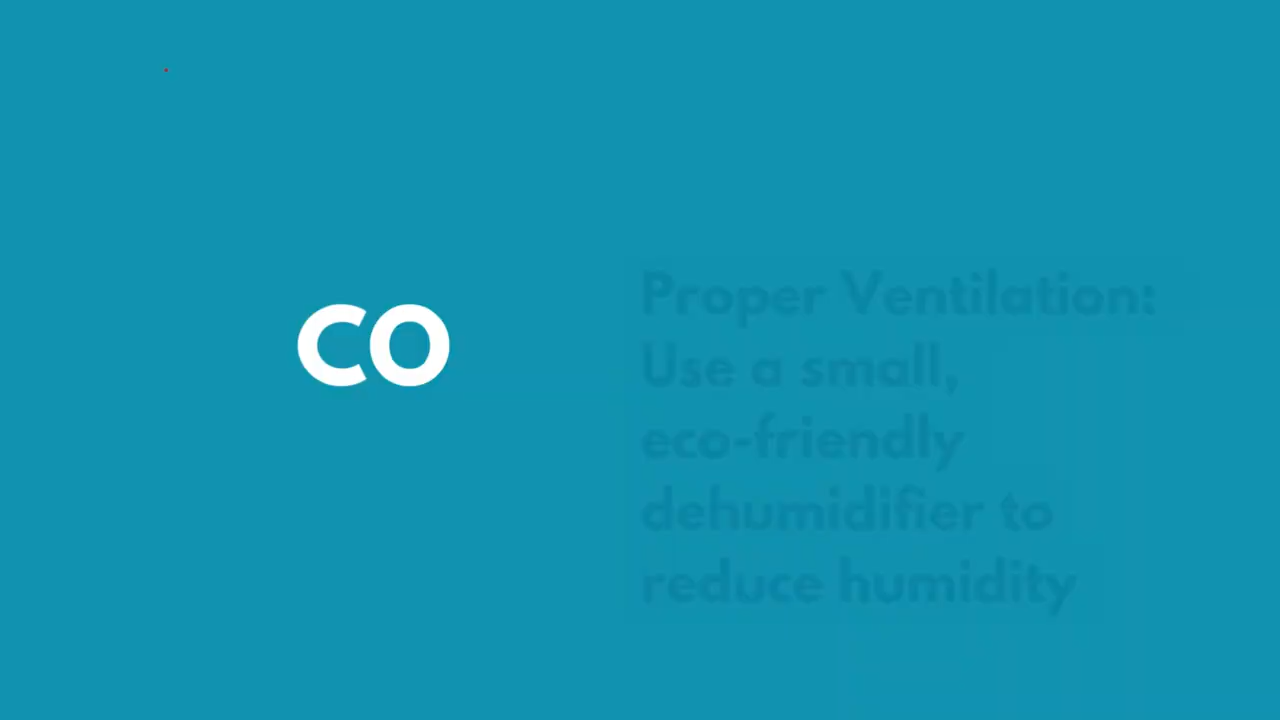 CO
Proper Ventilation:
Use a small,
eco-friendly
dehumidifier to
reduce humidity